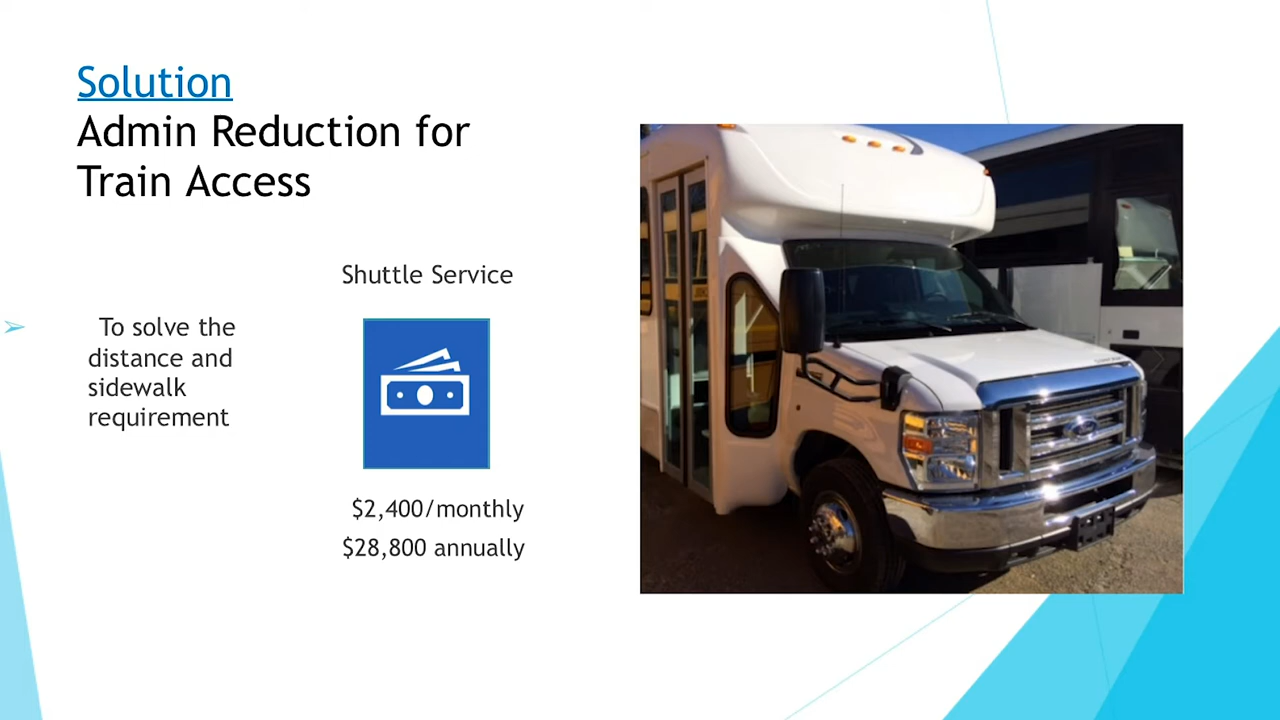 Solution
Admin Reduction for
Train Access
Shuttle Service
To solve the
distance and
sidewalk
requirement
$2,400/monthly
$28,800 annually
Ford